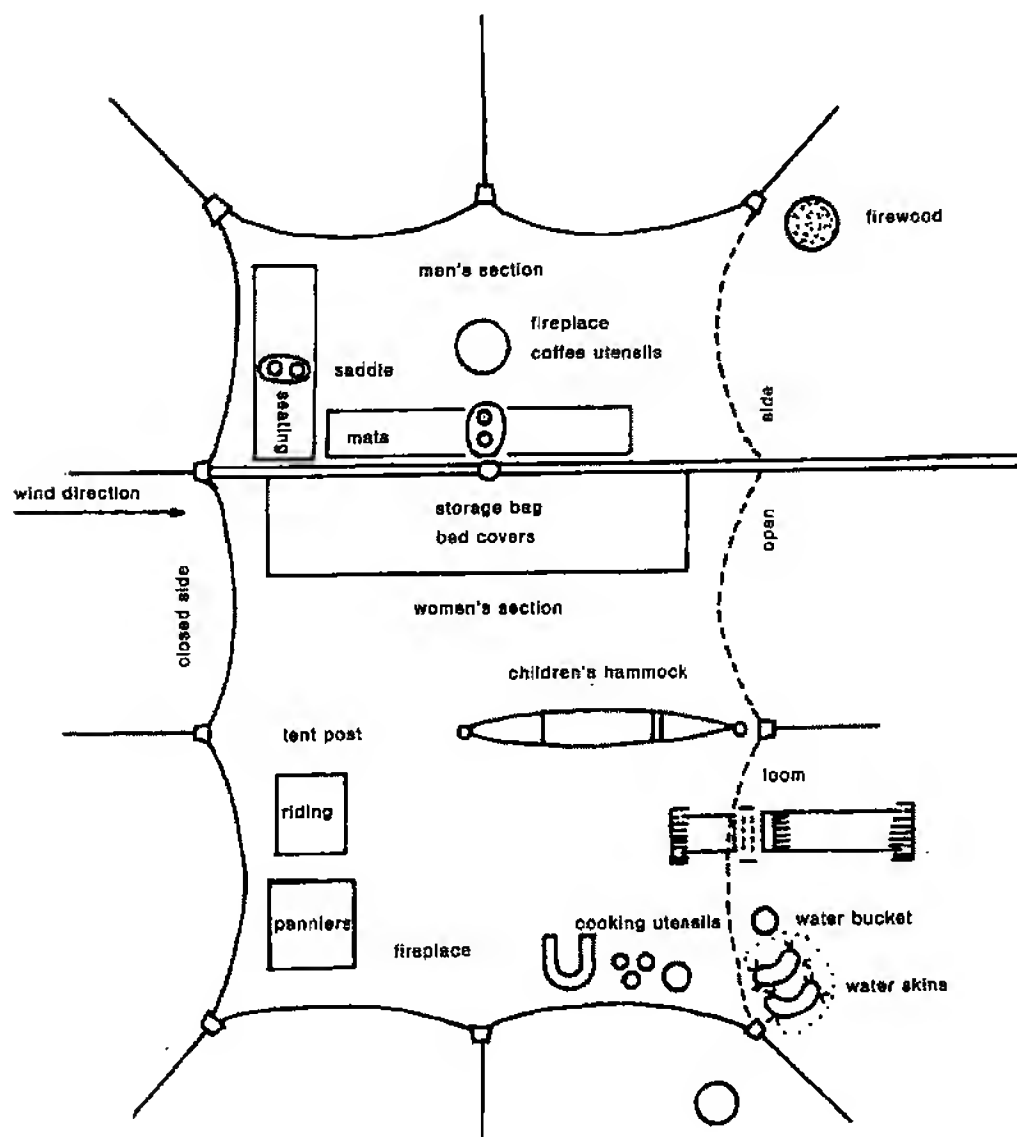 firewood
men's section
fireplace
coffee utensils
saddle
seating
mats
side
wind direction
storage bag
bed covers
open
women's section
closed side
children's hammock
tent post
loom
riding
panniers
fireplace
cooking utensils
water bucket
water skins